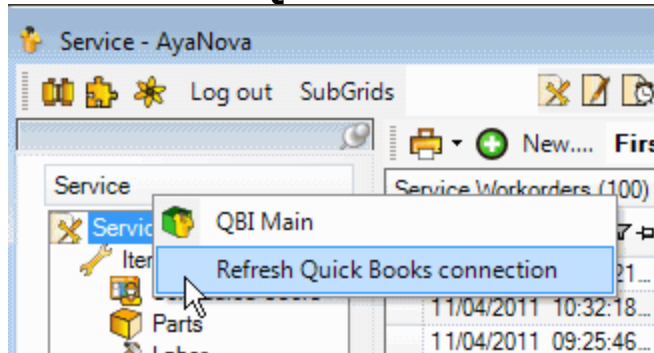 Service - AyaNova
Log out SubGrids
New.... Firs
Service
Service Workorders (100)
Servic
QBI Main
Iter
Refresh Quick Books connection
21...
11/04/2011 10:32:18...
Parts
11/04/2011 09:25:46...